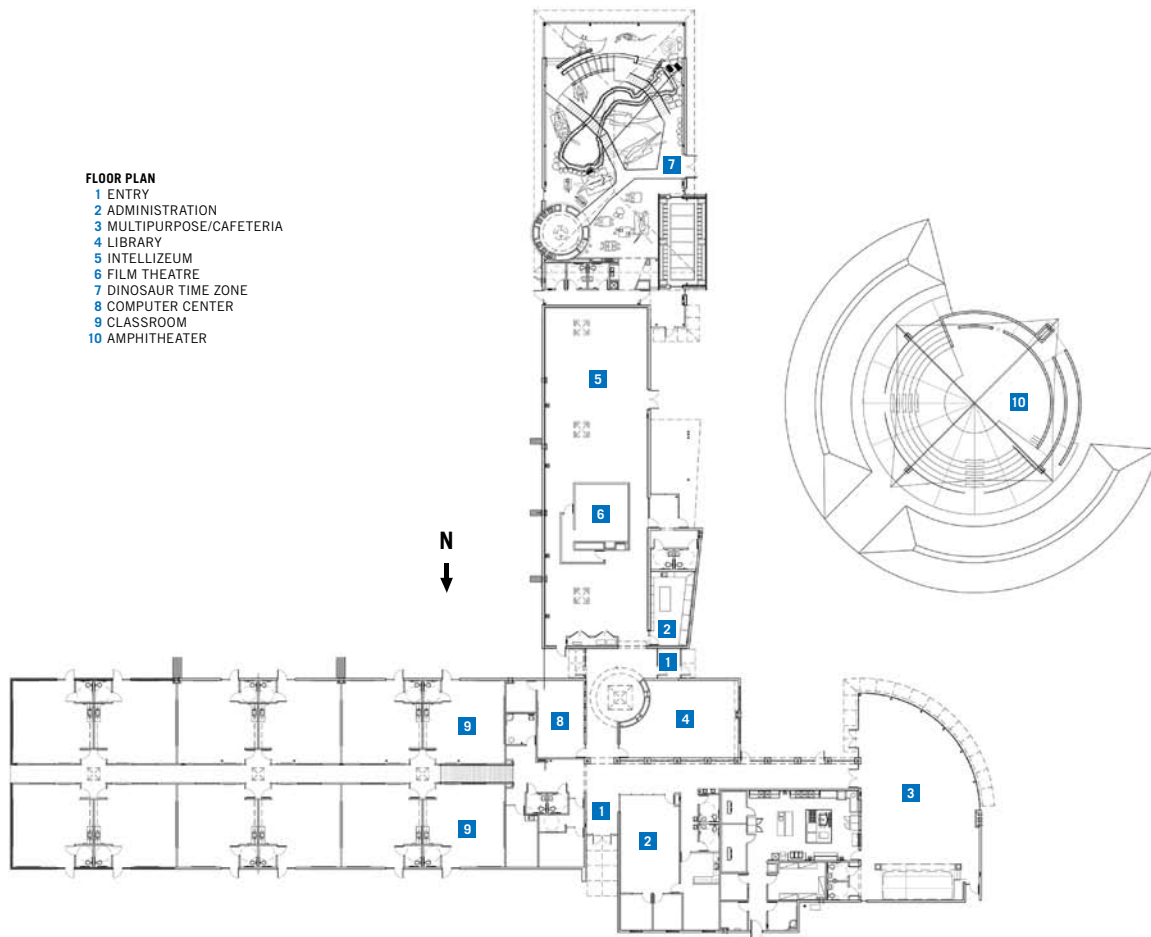 FLOOR PLAN
1 ENTRY
2 ADMINISTRATION
3 MULTIPURPOSE/CAFETERIA
4 LIBRARY
5 INTELLIZEUM
6 FILM THEATRE
7 DINOSAUR TIME ZONE
8 COMPUTER CENTER
9 CLASSROOM
10 AMPHITHEATER
7
5
10
6
N
2
1
9
8
4
3
9
1
2